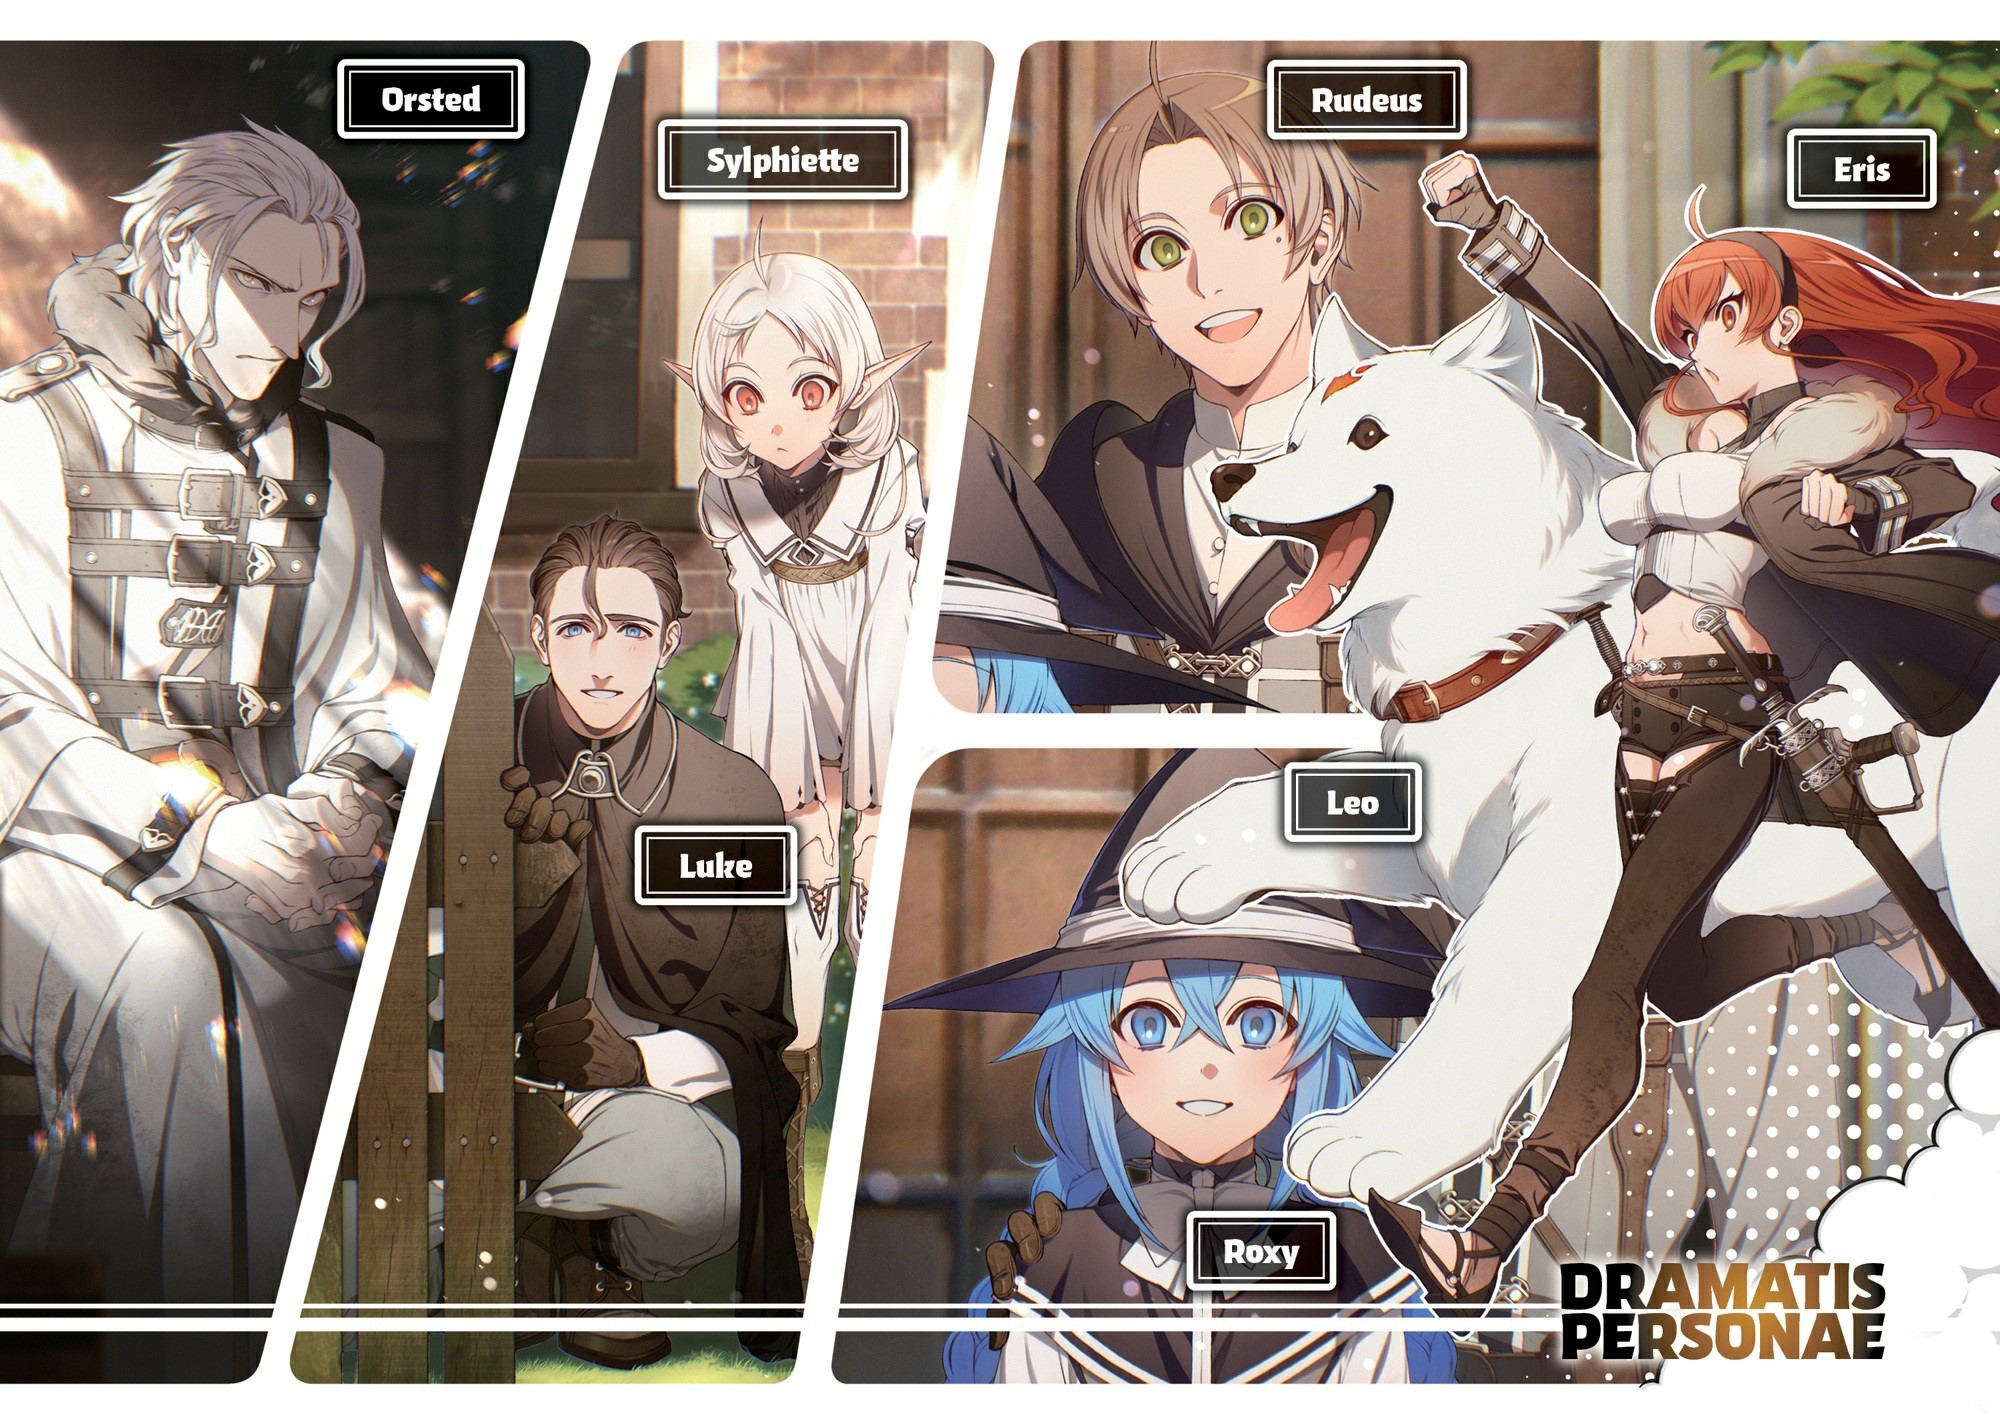 Orsted
Sylphiette
Luke
Rudeus
Eris
Leo
Roxy
DRAMATIS
PERSONAE